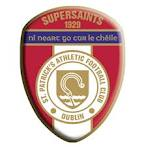 SUPERSAINTS
1929
ní neart go cur le chéile
ST. PATRICK'S ATHLETIC FOOTBALL CLUB
DUBLIN